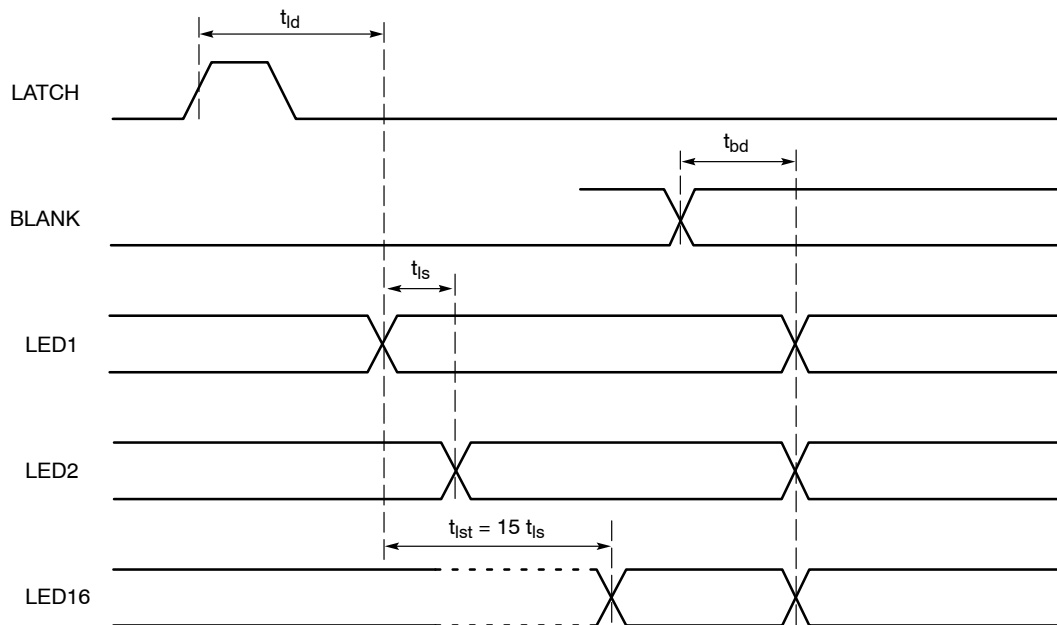 t_ld
LATCH
t_bd
BLANK
t_ls
LED1
LED2
t_lst = 15 t_ls
LED16